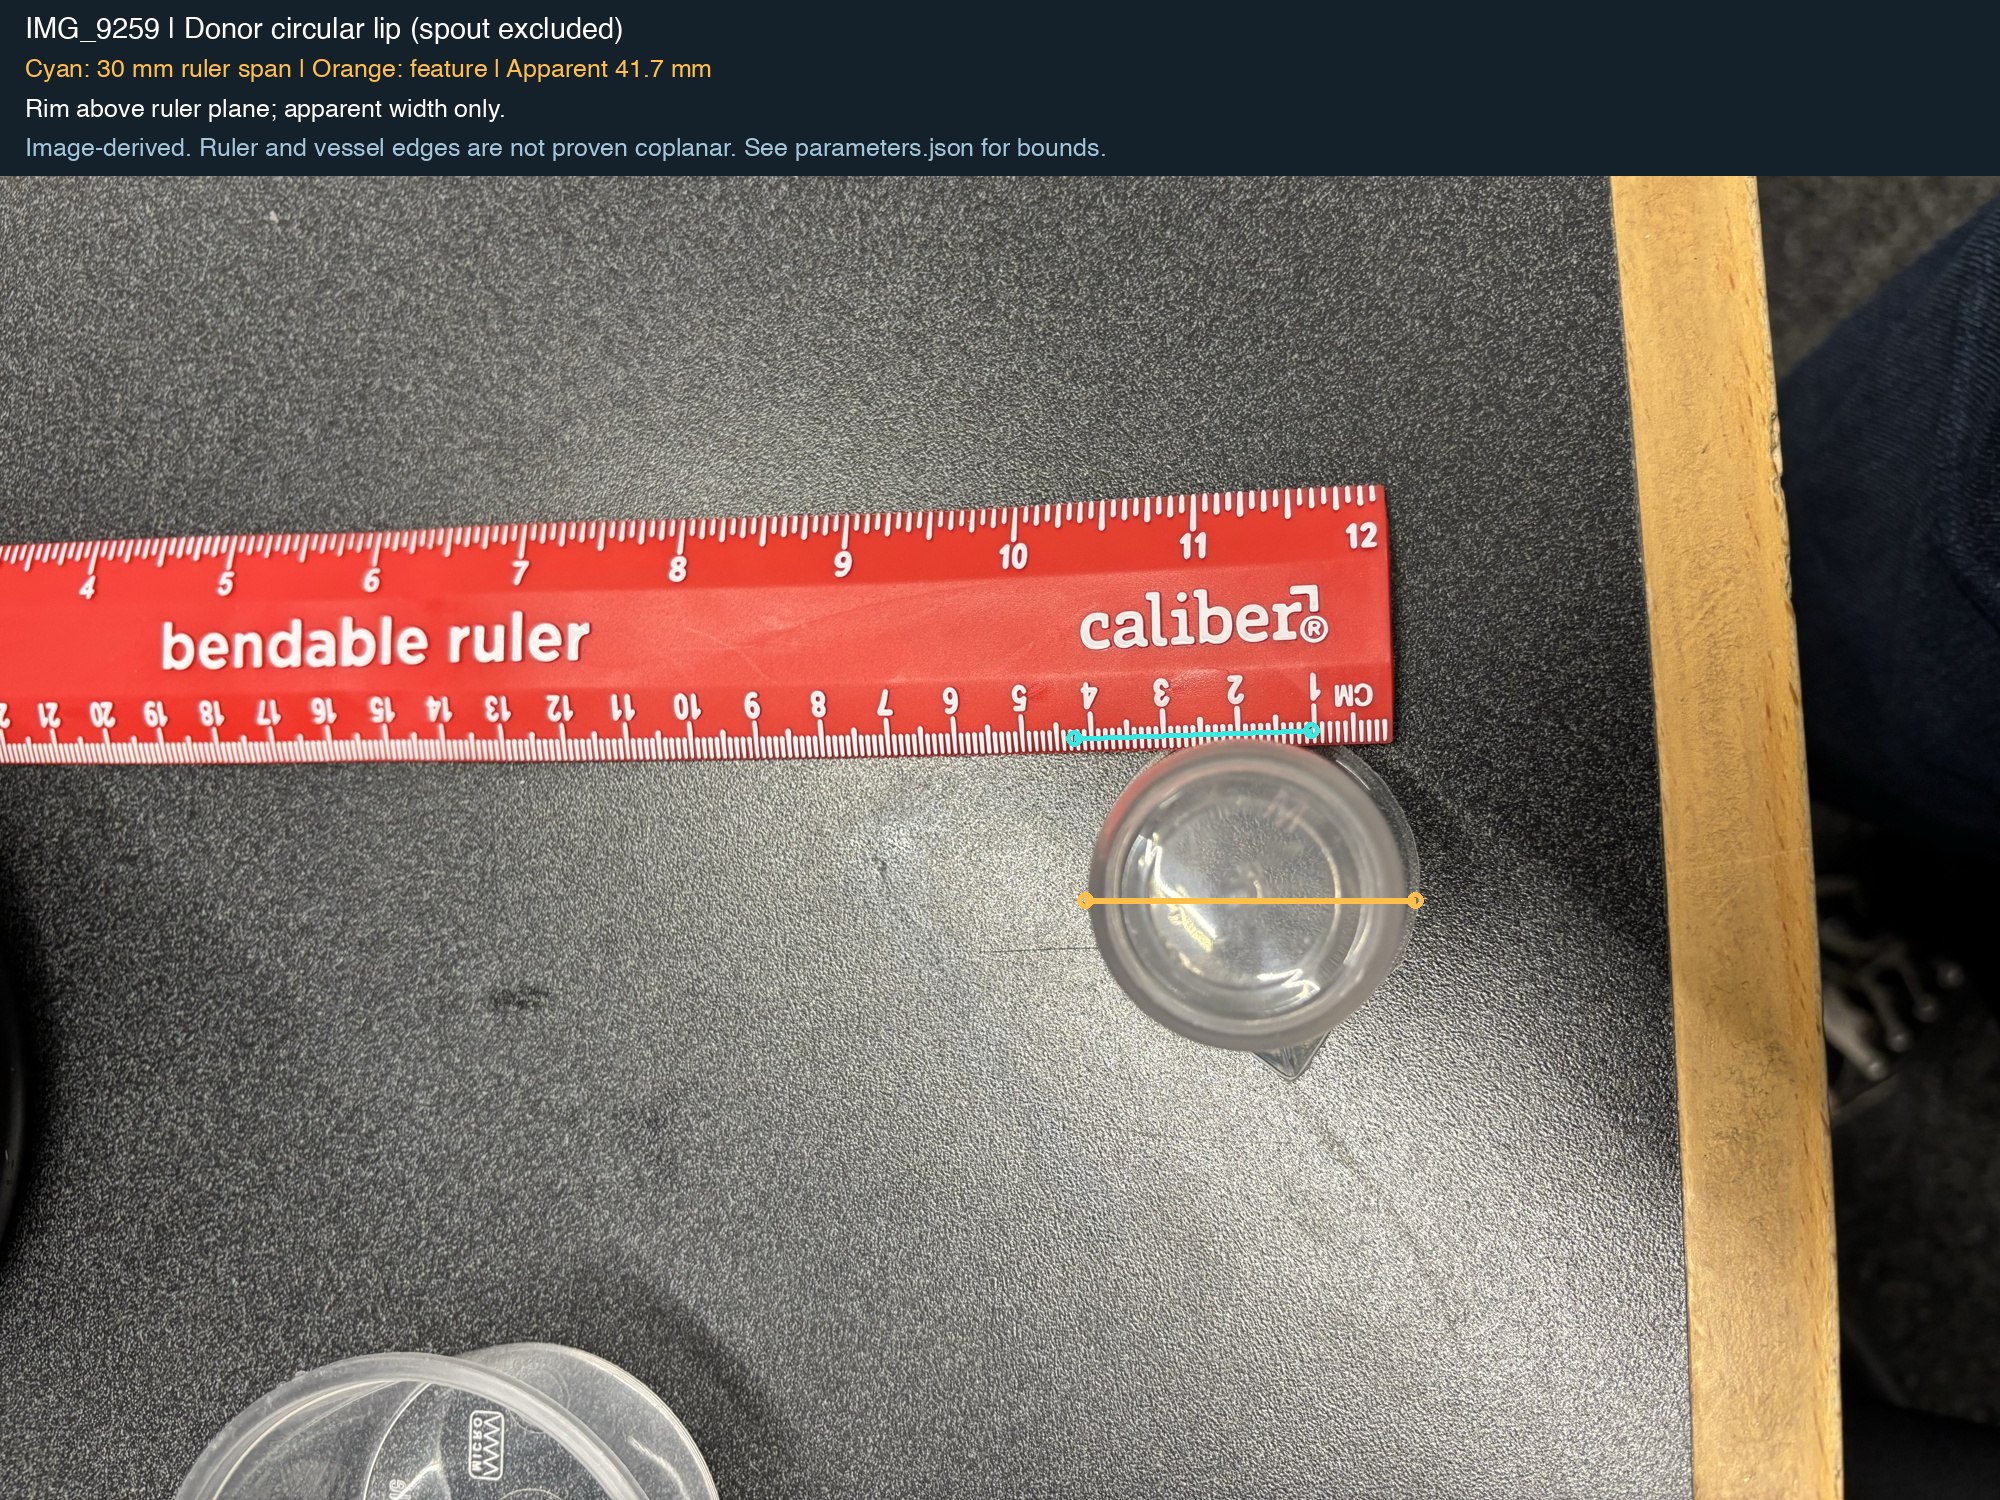 IMG_9259 | Donor circular lip (spout excluded)
Cyan: 30 mm ruler span | Orange: feature | Apparent 41.7 mm
Rim above ruler plane; apparent width only.
Image-derived. Ruler and vessel edges are not proven coplanar. See parameters.json for bounds.
4 5 6 7 8 9 10 11 12
bendable ruler
caliber®
21 20 19 18 17 16 15 14 13 12 11 10 9 8 7 6 5 4 3 2 1 CM
MICRO